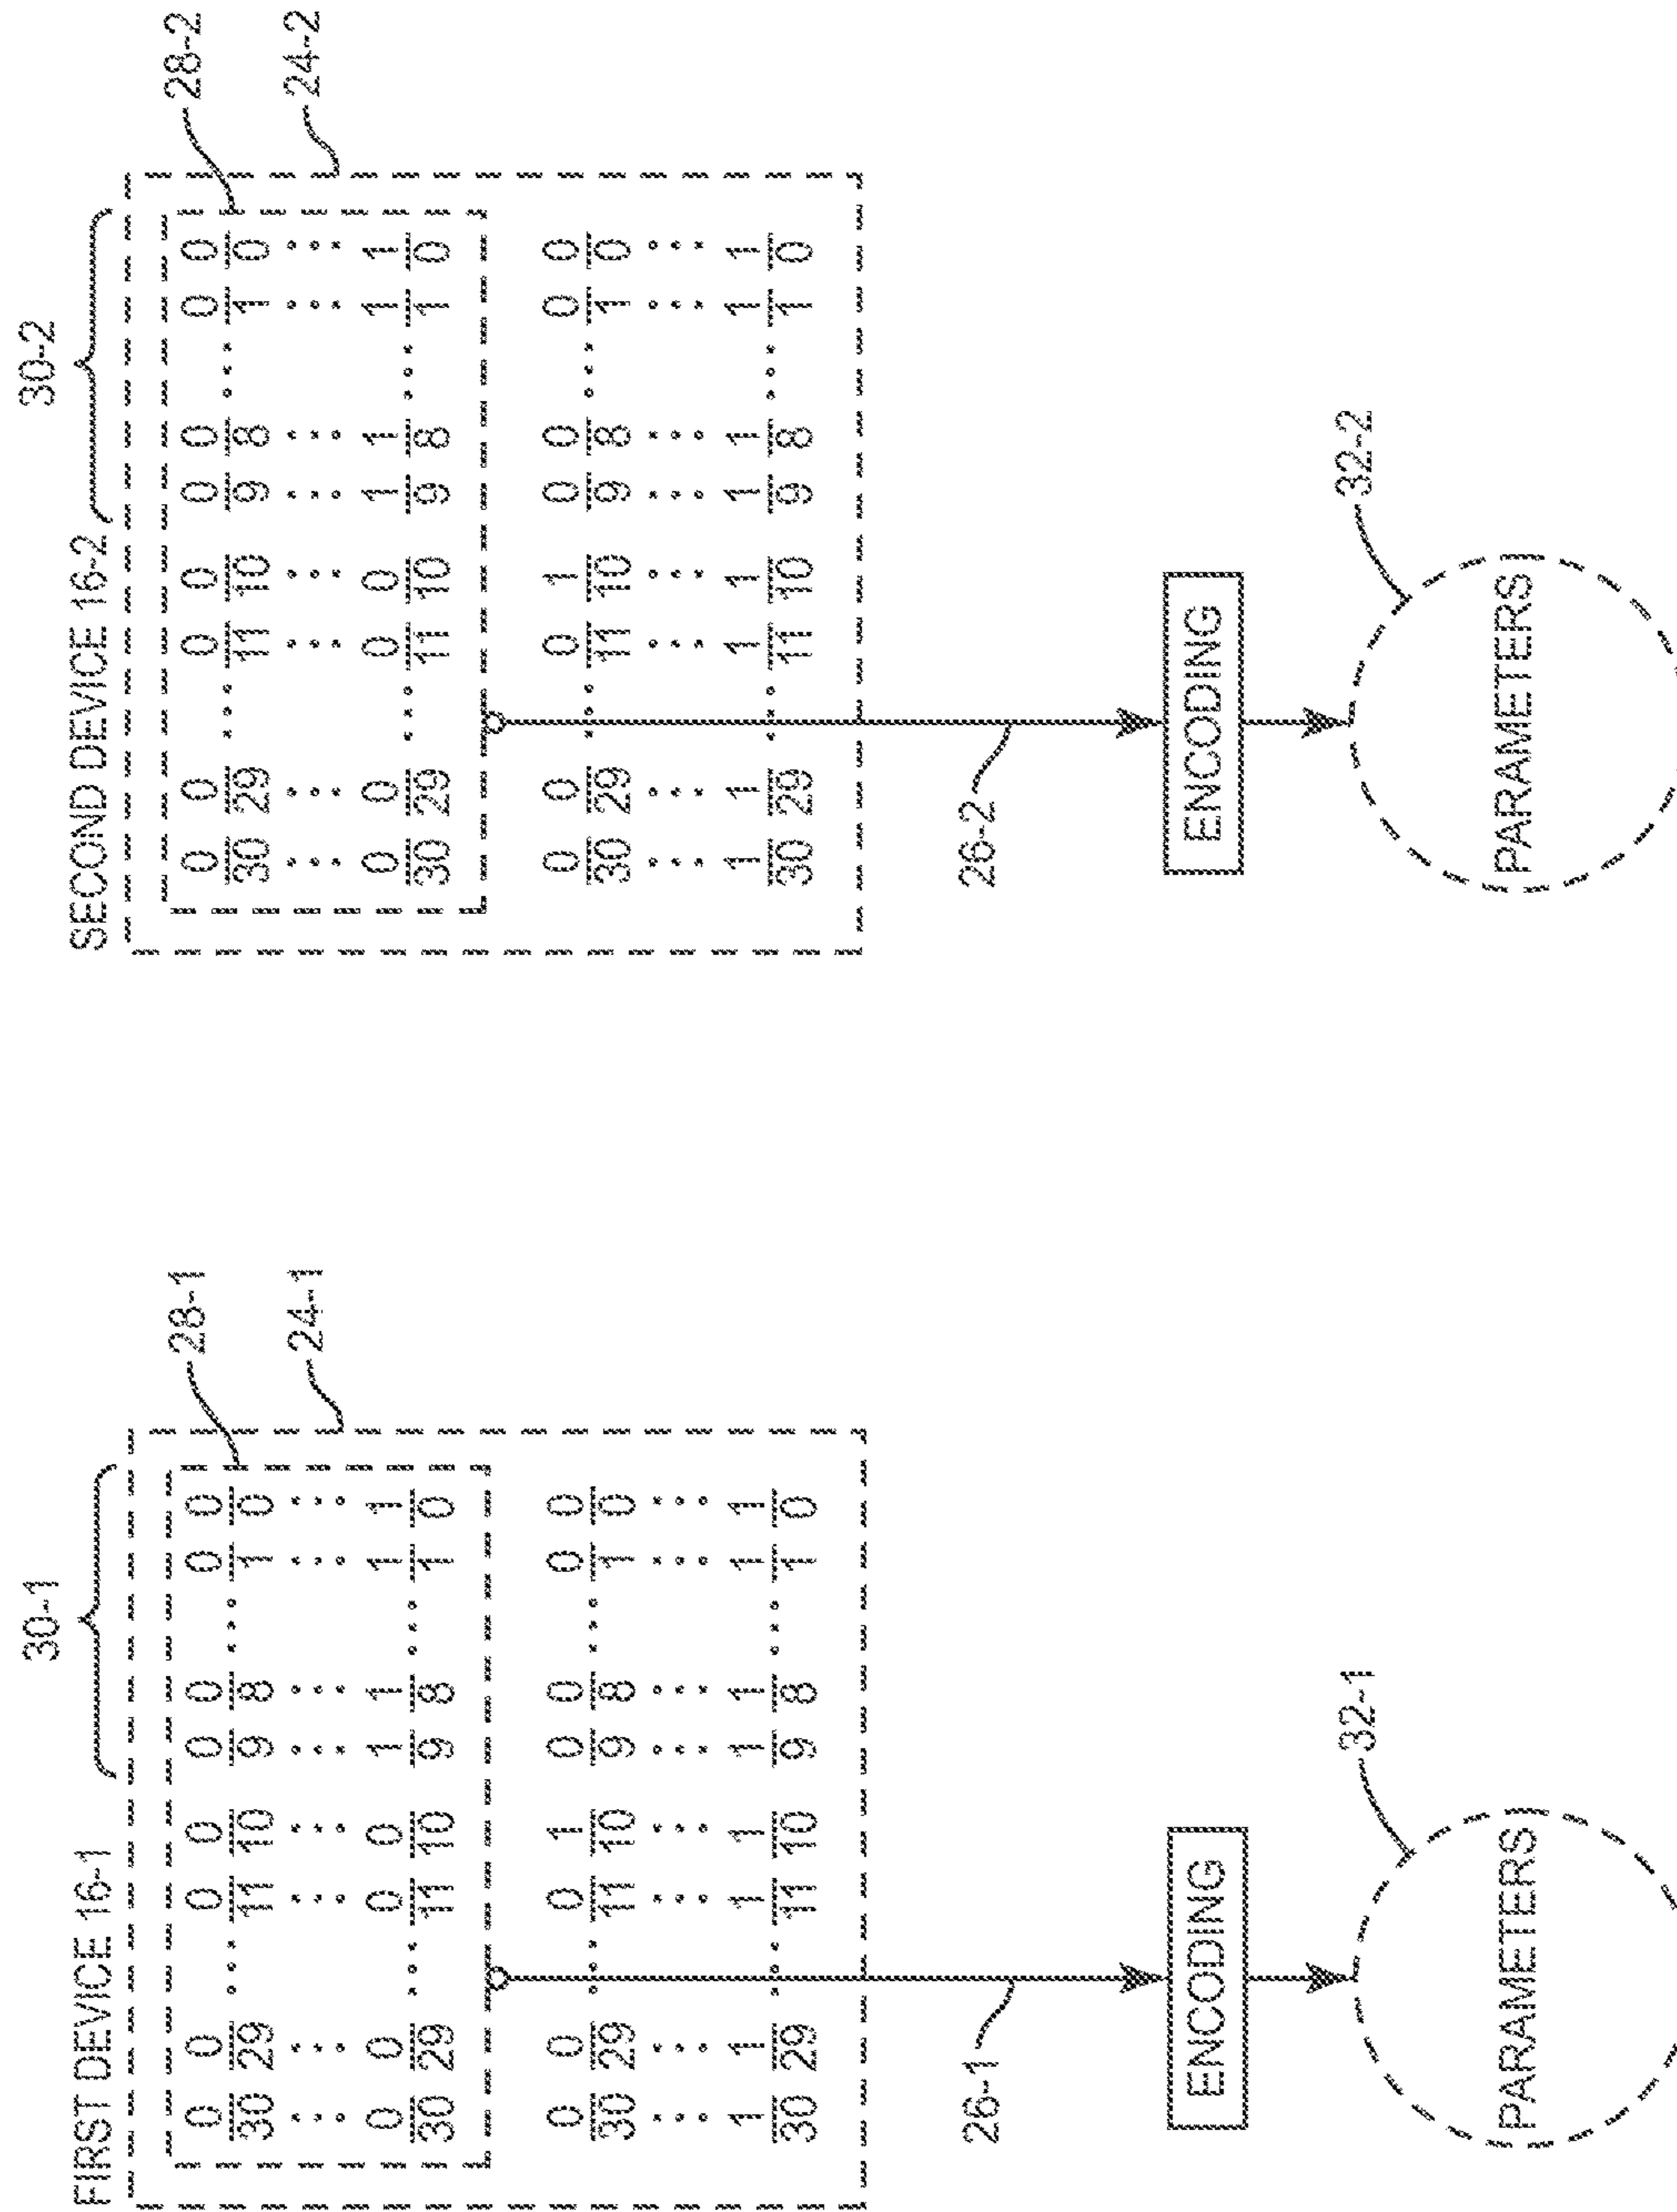 30-1
FIRST DEVICE 16-1
28-1
24-1
0 0 ... 0 0 0 0 ... 0 0
30 29 11 10 9 8 1 0
0 0 ... 0 0 1 1 ... 1 1
30 29 11 10 9 8 1 0
0 0 ... 0 1 0 0 ... 0 0
30 29 11 10 9 8 1 0
1 1 ... 1 1 1 1 ... 1 1
30 29 11 10 9 8 1 0
26-1
ENCODING
32-1
PARAMETERS
30-2
SECOND DEVICE 16-2
28-2
24-2
0 0 ... 0 0 0 0 ... 0 0
30 29 11 10 9 8 1 0
0 0 ... 0 0 1 1 ... 1 1
30 29 11 10 9 8 1 0
0 0 ... 0 1 0 0 ... 0 0
30 29 11 10 9 8 1 0
1 1 ... 1 1 1 1 ... 1 1
30 29 11 10 9 8 1 0
26-2
ENCODING
32-2
PARAMETERS